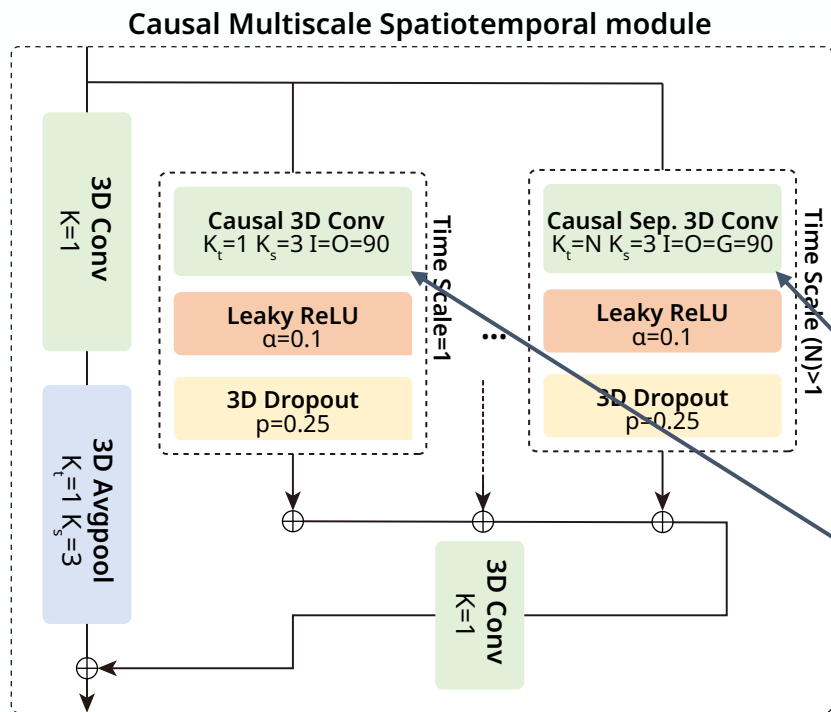 Causal Multiscale Spatiotemporal module
3D Conv
K=1
3D Avgpool
Kₜ=1 Kₛ=3
Causal 3D Conv
Kₜ=1 Kₛ=3 I=O=90
Leaky ReLU
α=0.1
3D Dropout
p=0.25
Time Scale=1
...
Causal Sep. 3D Conv
Kₜ=N Kₛ=3 I=O=G=90
Leaky ReLU
α=0.1
3D Dropout
p=0.25
Time Scale (N)>1
3D Conv
K=1